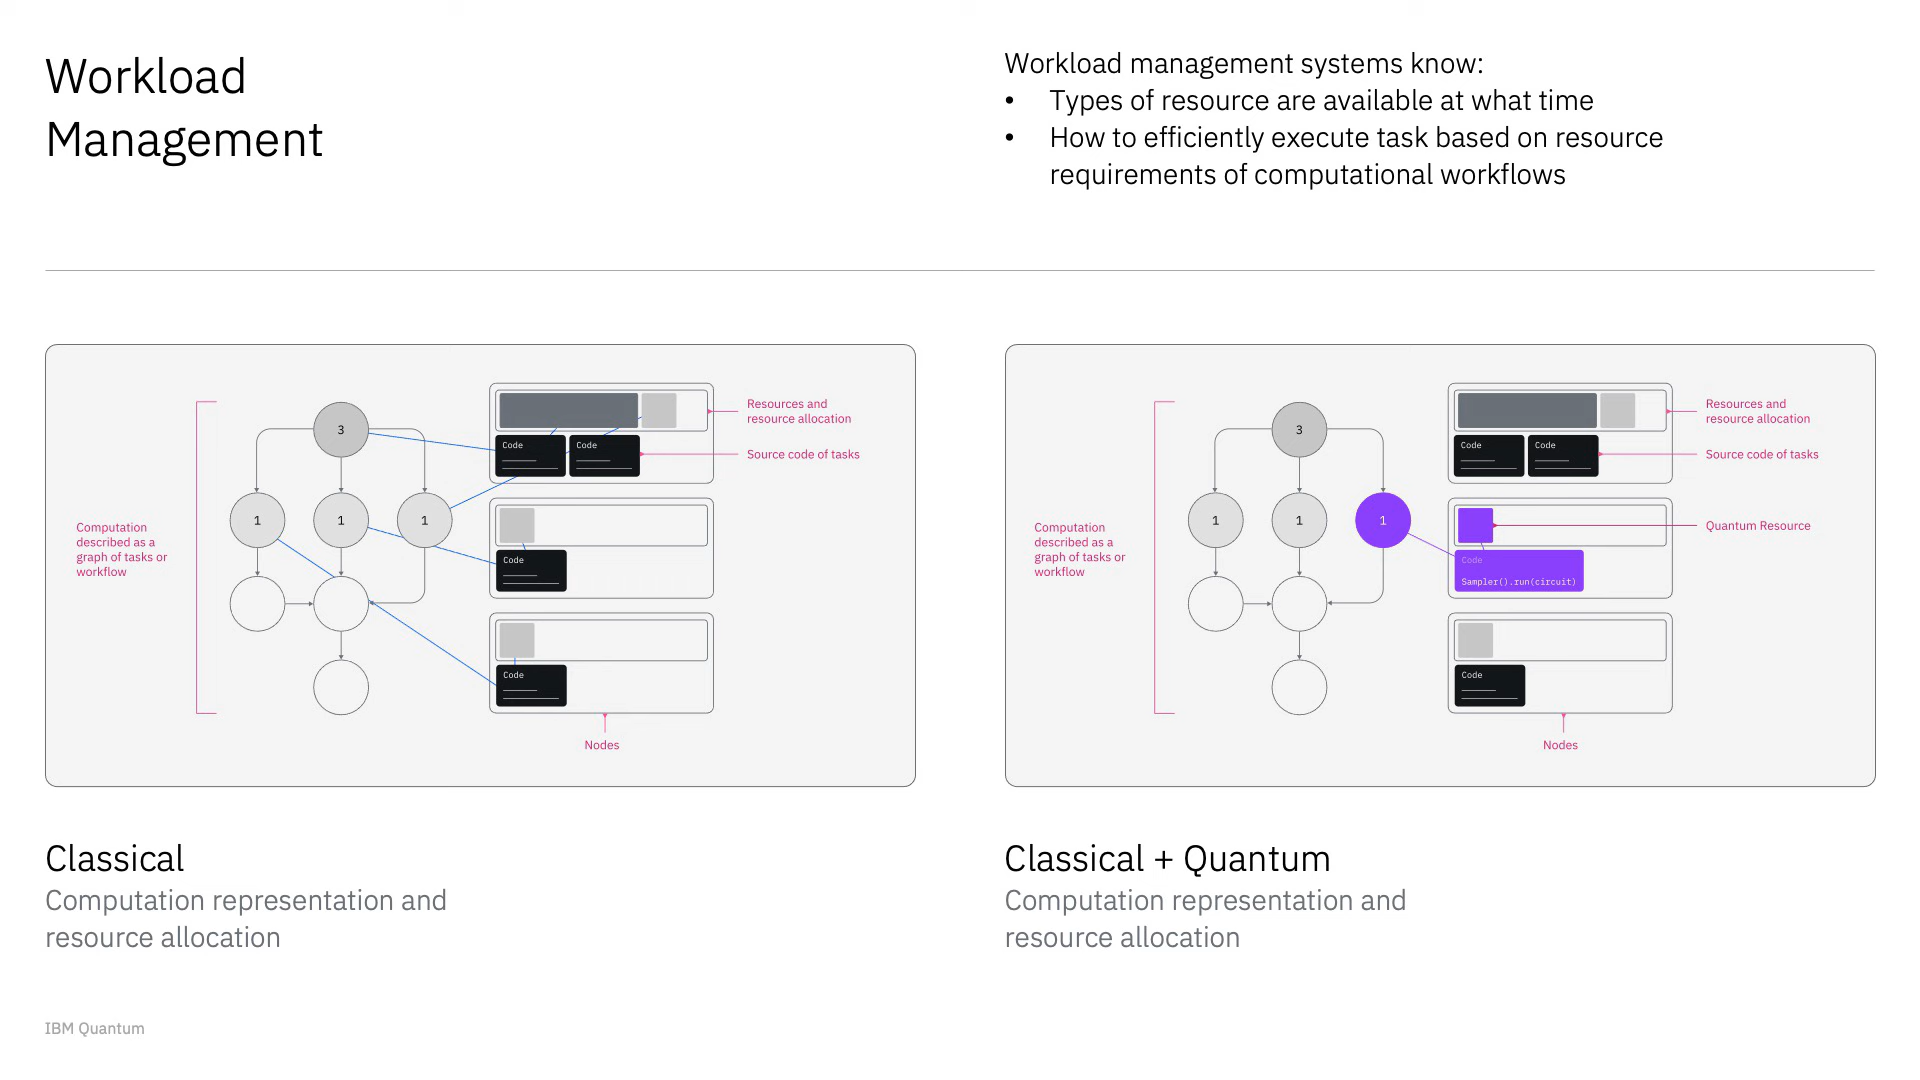 Workload
Management
Workload management systems know:
• Types of resource are available at what time
• How to efficiently execute task based on resource
requirements of computational workflows
3
1
1
1
Computation
described as a
graph of tasks or
workflow
Code
Code
Code
Code
Resources and
resource allocation
Source code of tasks
Nodes
3
1
1
1
Computation
described as a
graph of tasks or
workflow
Code
Code
Code
Sampler().run(circuit)
Code
Resources and
resource allocation
Source code of tasks
Quantum Resource
Nodes
Classical
Computation representation and
resource allocation
Classical + Quantum
Computation representation and
resource allocation
IBM Quantum